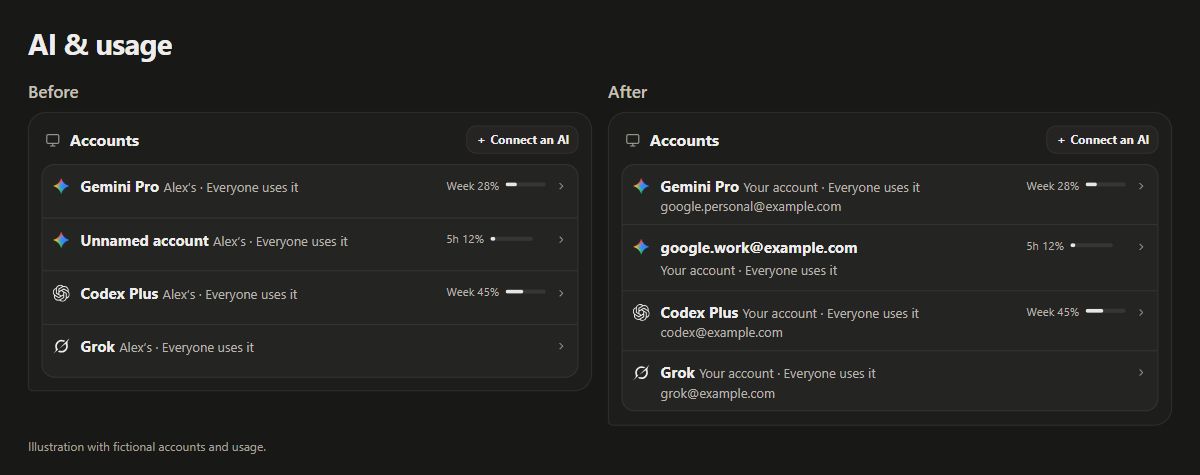 AI & usage
Before
Accounts
+ Connect an AI
Gemini Pro Alex's · Everyone uses it
Week 28%
Unnamed account Alex's · Everyone uses it
5h 12%
Codex Plus Alex's · Everyone uses it
Week 45%
Grok Alex's · Everyone uses it
After
Accounts
+ Connect an AI
Gemini Pro Your account · Everyone uses it
Week 28%
google.personal@example.com
google.work@example.com
5h 12%
Your account · Everyone uses it
Codex Plus Your account · Everyone uses it
Week 45%
codex@example.com
Grok Your account · Everyone uses it
grok@example.com
Illustration with fictional accounts and usage.